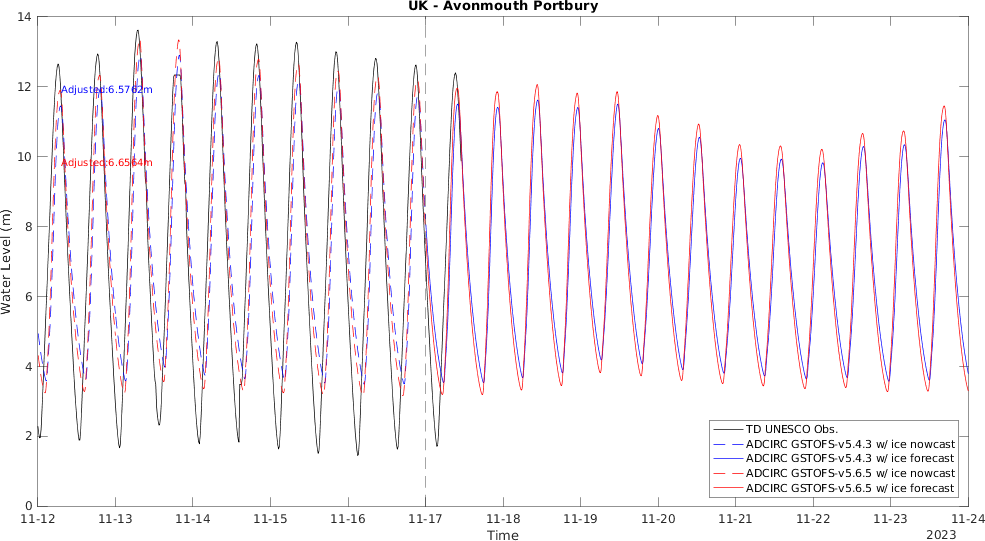 UK - Avonmouth Portbury
14
12
10
8
6
4
2
0
Water Level (m)
Adjusted:6.5762m
Adjusted:6.6564m
TD UNESCO Obs.
ADCIRC GSTOFS-v5.4.3 w/ ice nowcast
ADCIRC GSTOFS-v5.4.3 w/ ice forecast
ADCIRC GSTOFS-v5.6.5 w/ ice nowcast
ADCIRC GSTOFS-v5.6.5 w/ ice forecast
11-12 11-13 11-14 11-15 11-16 11-17 11-18 11-19 11-20 11-21 11-22 11-23 11-24
Time 2023